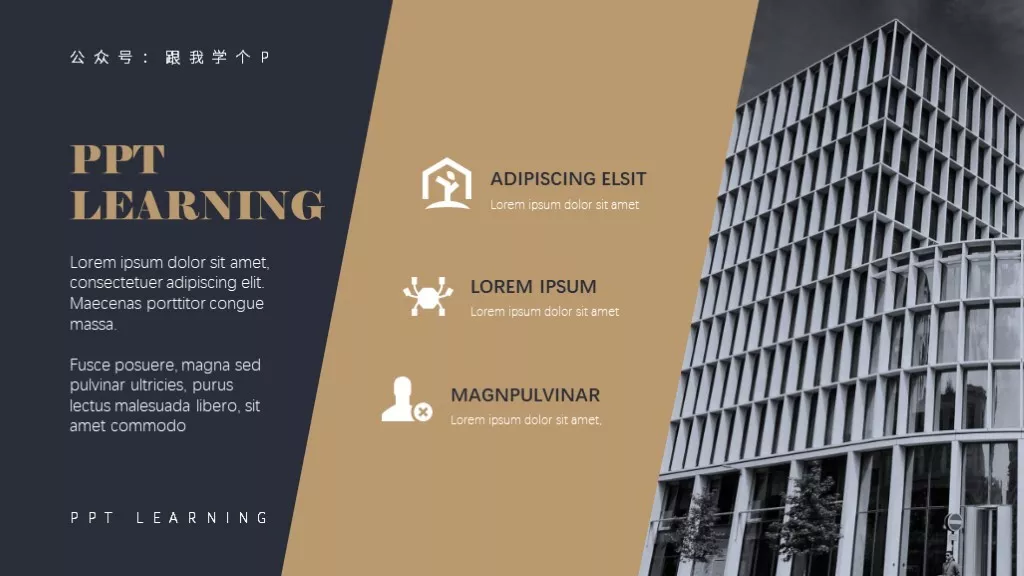 公众号：跟我学个P
PPT
LEARNING
Lorem ipsum dolor sit amet,
consectetuer adipiscing elit.
Maecenas porttitor congue
massa.
Fusce posuere, magna sed
pulvinar ultricies, purus
lectus malesuada libero, sit
amet commodo
PPT LEARNING
ADIPISCING ELSIT
Lorem ipsum dolor sit amet
LOREM IPSUM
Lorem ipsum dolor sit amet
MAGNPULVINAR
Lorem ipsum dolor sit amet,